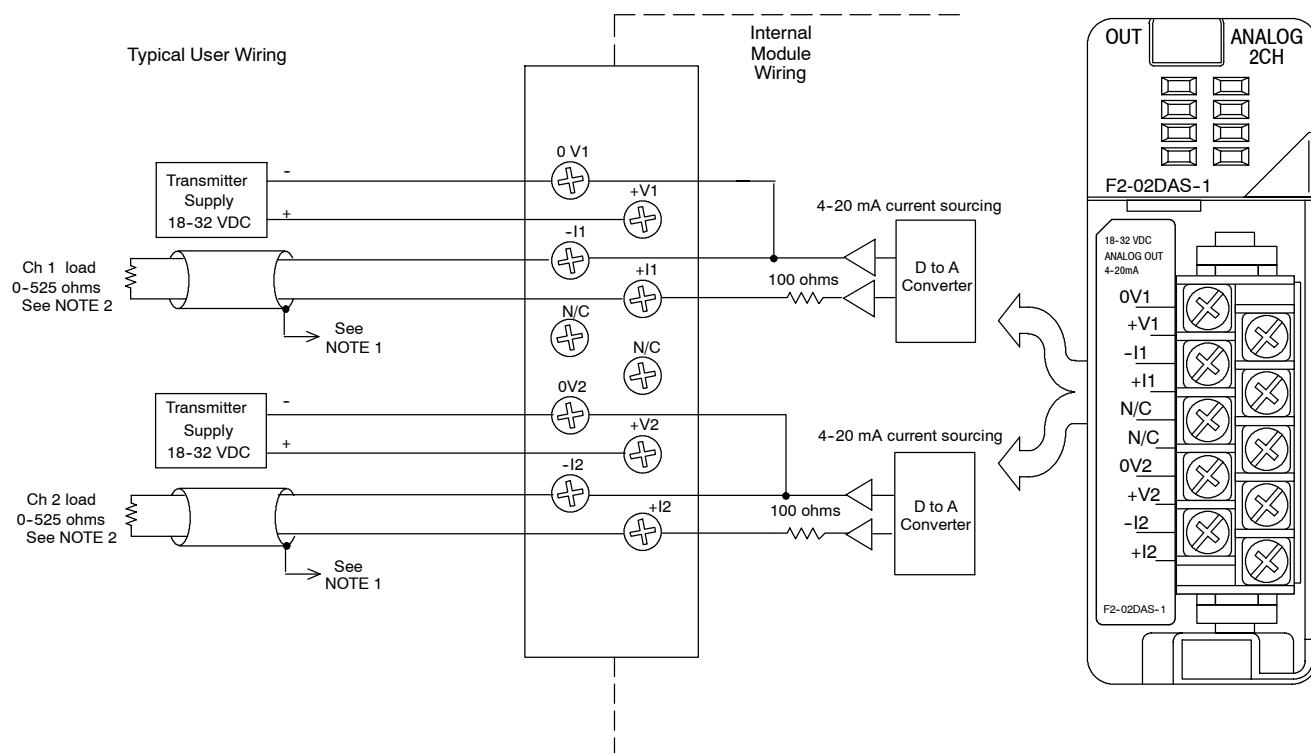 Typical User Wiring
Internal
Module
Wiring
0 V1
Transmitter
Supply
18-32 VDC
-
+
+V1
-I1
Ch 1 load
0-525 ohms
See NOTE 2
+I1
N/C
See
NOTE 1
N/C
4-20 mA current sourcing
100 ohms
D to A
Converter
0V2
Transmitter
Supply
18-32 VDC
-
+
+V2
-I2
Ch 2 load
0-525 ohms
See NOTE 2
+I2
See
NOTE 1
4-20 mA current sourcing
100 ohms
D to A
Converter
OUT
ANALOG
2CH
F2-02DAS-1
18-32 VDC
ANALOG OUT
4-20mA
0V1
+V1
-I1
+I1
N/C
N/C
0V2
+V2
-I2
+I2
F2-02DAS-1